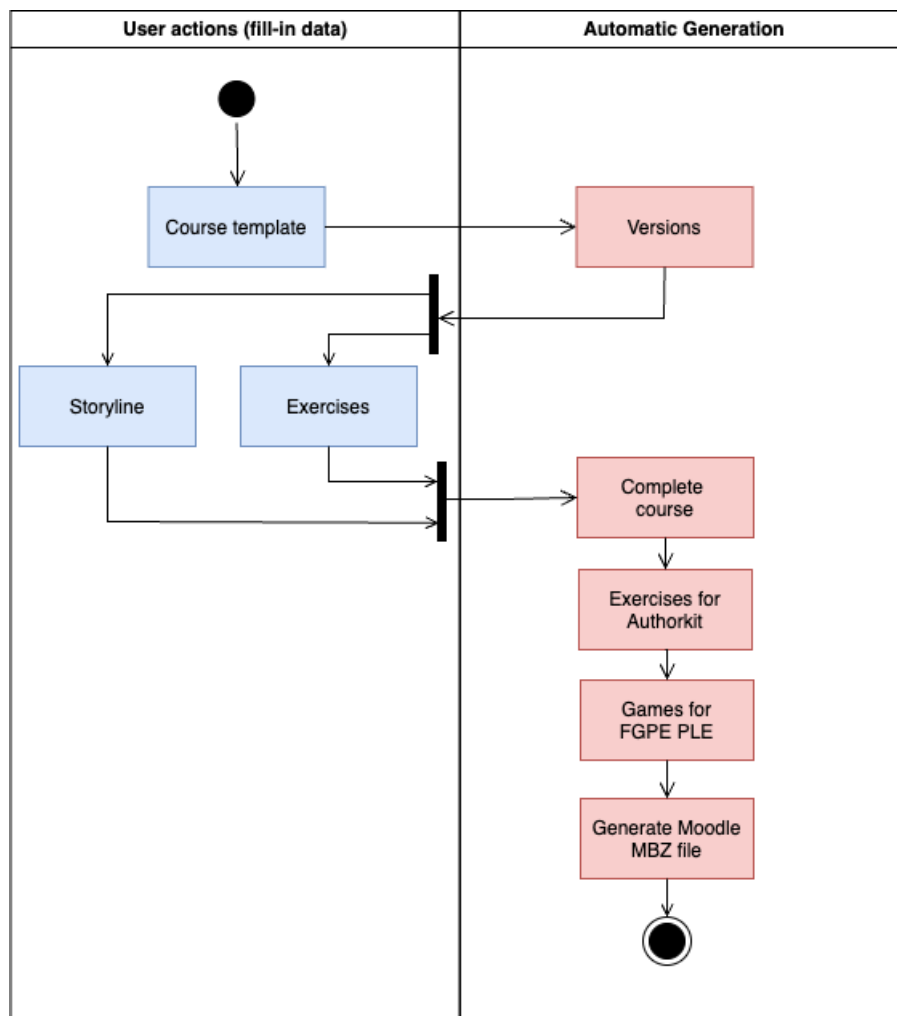 User actions (fill-in data)
Automatic Generation
Course template
Versions
Storyline
Exercises
Complete
course
Exercises for
Authorkit
Games for
FGPE PLE
Generate Moodle
MBZ file